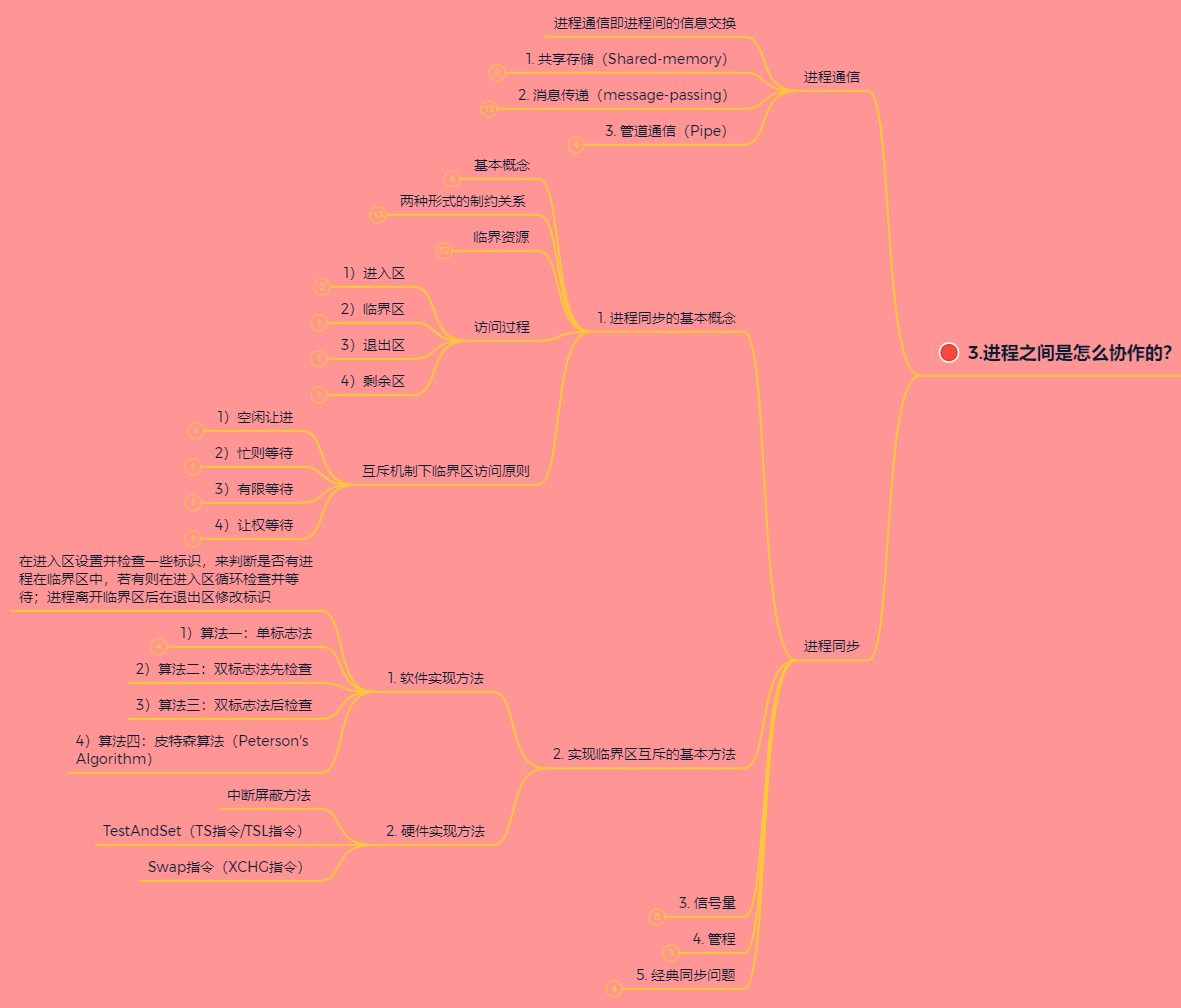 3.进程之间是怎么协作的？
进程通信
进程通信即进程间的信息交换
1. 共享存储（Shared-memory）
2. 消息传递（message-passing）
12
3. 管道通信（Pipe）
4
进程同步
1. 进程同步的基本概念
基本概念
4
两种形式的制约关系
13
临界资源
12
访问过程
1）进入区
2
2）临界区
1
3）退出区
4）剩余区
1
互斥机制下临界区访问原则
1）空闲让进
2）忙则等待
3）有限等待
4）让权等待
2. 实现临界区互斥的基本方法
1. 软件实现方法
在进入区设置并检查一些标识，来判断是否有进
程在临界区中，若有则在进入区循环检查并等
待；进程离开临界区后在退出区修改标识
1）算法一：单标志法
4
2）算法二：双标志法先检查
3）算法三：双标志法后检查
4）算法四：皮特森算法（Peterson's
Algorithm）
2. 硬件实现方法
中断屏蔽方法
TestAndSet（TS指令/TSL指令）
Swap指令（XCHG指令）
3. 信号量
4. 管程
3
5. 经典同步问题
4